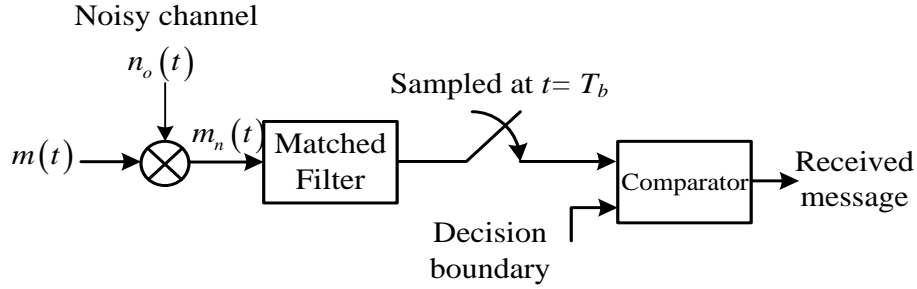 Noisy channel
n_o(t)
m(t)
m_n(t)
Matched
Filter
Sampled at t= T_b
Comparator
Received
message
Decision
boundary